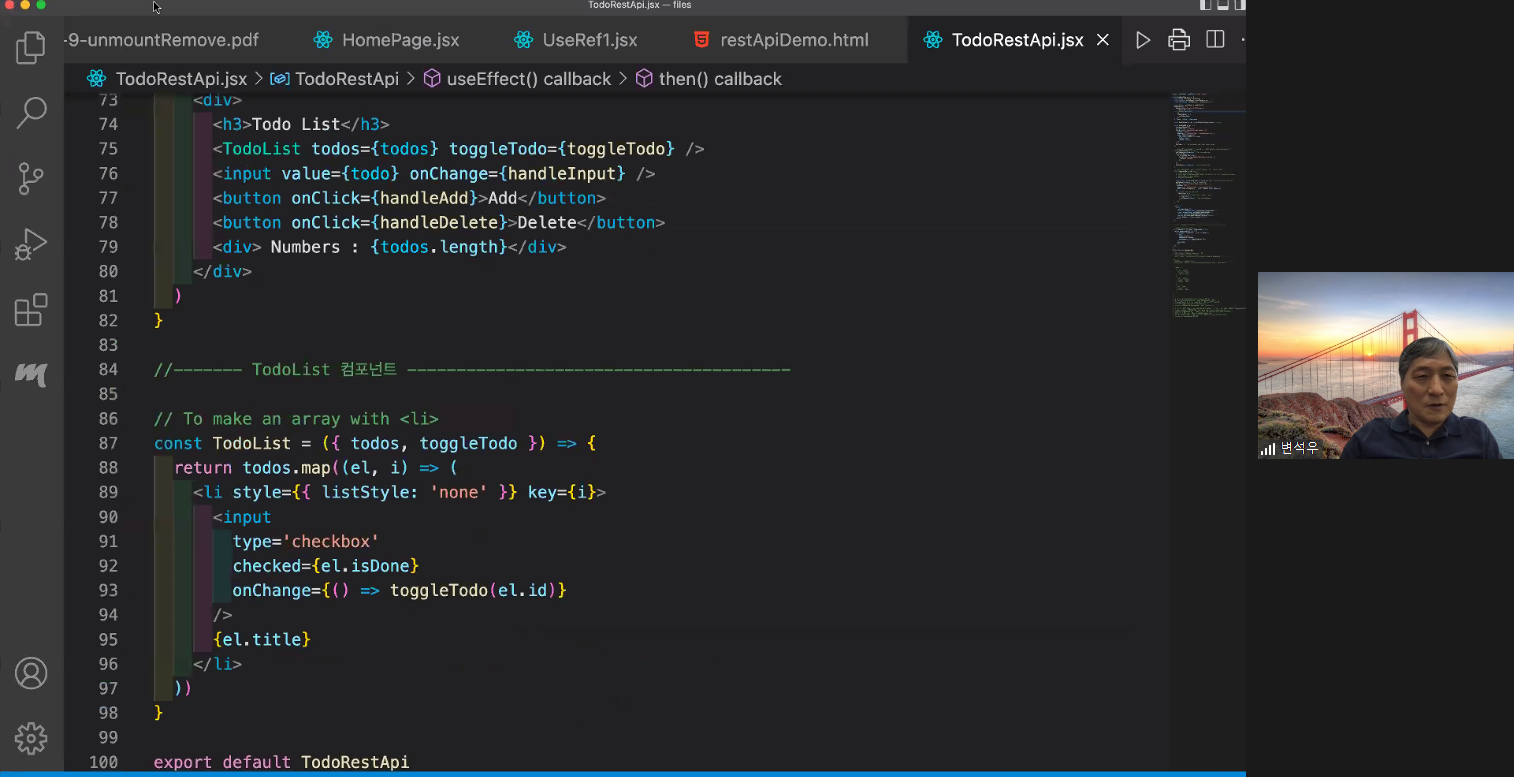 TodoRestApi.jsx — files
-9-unmountRemove.pdf HomePage.jsx UseRef1.jsx restApiDemo.html TodoRestApi.jsx
TodoRestApi.jsx > TodoRestApi > useEffect() callback > then() callback
73 <div>
74 <h3>Todo List</h3>
75 <TodoList todos={todos} toggleTodo={toggleTodo} />
76 <input value={todo} onChange={handleInput} />
77 <button onClick={handleAdd}>Add</button>
78 <button onClick={handleDelete}>Delete</button>
79 <div> Numbers : {todos.length}</div>
80 </div>
81 )
82 }
83
84 //------- TodoList 컴포넌트 ---------------------------------------
85
86 // To make an array with <li>
87 const TodoList = ({ todos, toggleTodo }) => {
88 return todos.map((el, i) => (
89 <li style={{ listStyle: 'none' }} key={i}>
90 <input
91 type='checkbox'
92 checked={el.isDone}
93 onChange={() => toggleTodo(el.id)}
94 />
95 {el.title}
96 </li>
97 ))
98 }
99
100 export default TodoRestApi
변석우